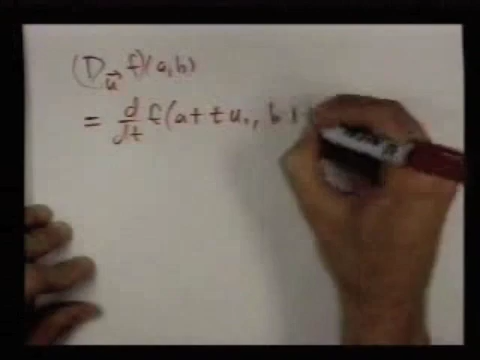 (D_u⃗ f)(a,b)
= d/dt f(a+tu₁, b+